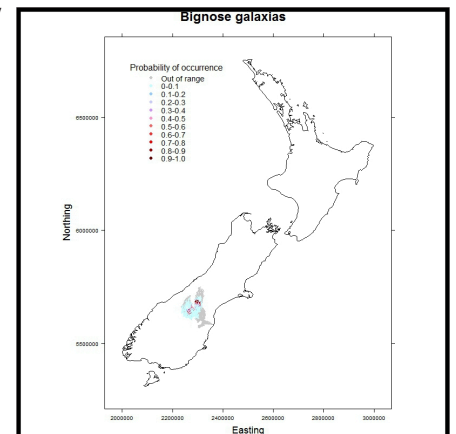 Bignose galaxias
Probability of occurrence
Out of range
0-0.1
0.1-0.2
0.2-0.3
0.3-0.4
0.4-0.5
0.5-0.6
0.6-0.7
0.7-0.8
0.8-0.9
0.9-1.0
6500000
6000000
5500000
Northing
2000000 2200000 2400000 2600000 2800000 3000000
Easting